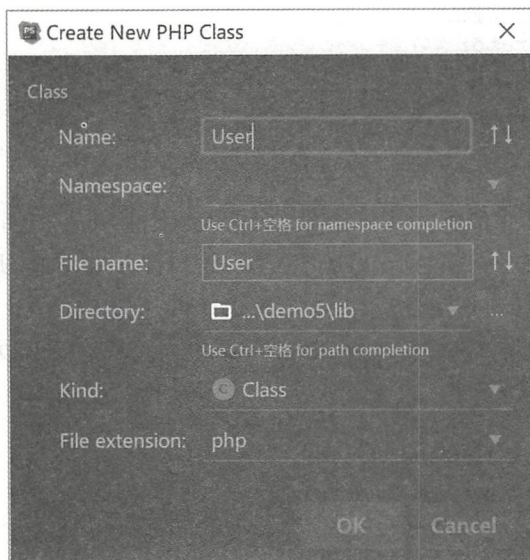 PS Create New PHP Class
Class
Name: User
Namespace:
Use Ctrl+空格 for namespace completion
File name: User
Directory: ...\demo5\lib ...
Use Ctrl+空格 for path completion
Kind: C Class
File extension: php
OK Cancel